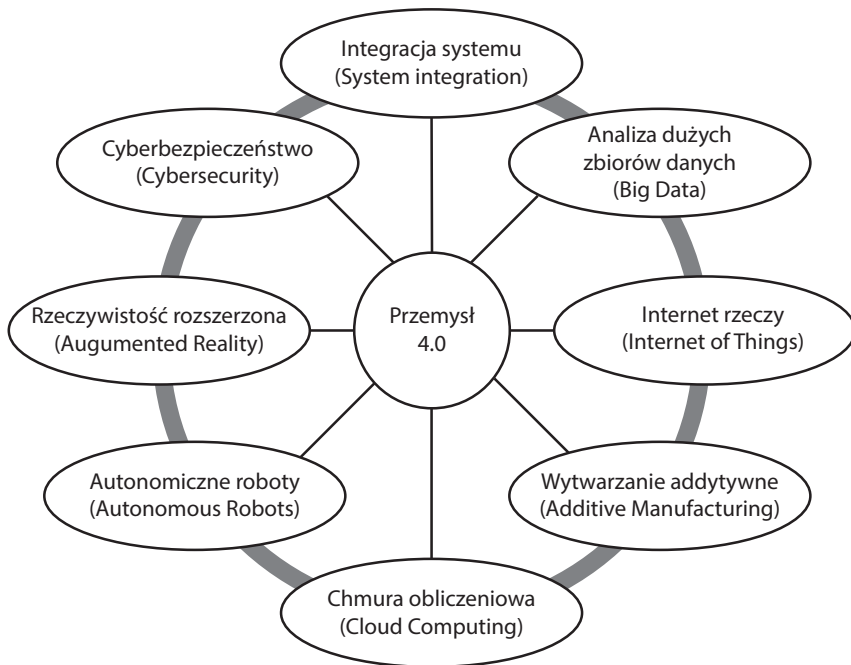 Integracja systemu
(System integration)
Cyberbezpieczeństwo
(Cybersecurity)
Analiza dużych
zbiorów danych
(Big Data)
Rzeczywistość rozszerzona
(Augumented Reality)
Przemysł
4.0
Internet rzeczy
(Internet of Things)
Autonomiczne roboty
(Autonomous Robots)
Wytwarzanie addytywne
(Additive Manufacturing)
Chmura obliczeniowa
(Cloud Computing)